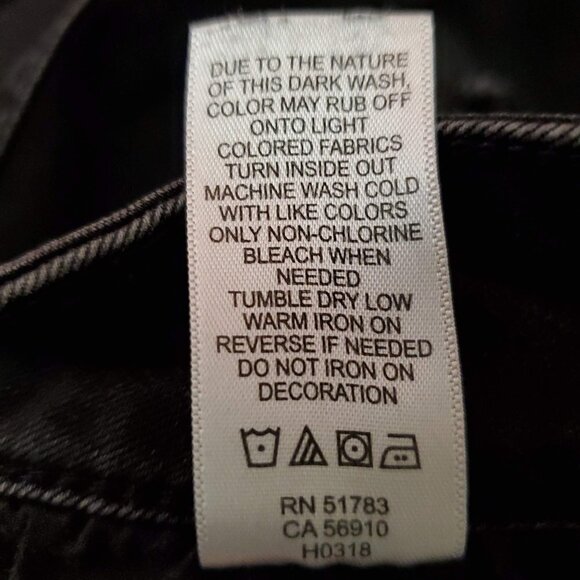 DUE TO THE NATURE
OF THIS DARK WASH,
COLOR MAY RUB OFF
ONTO LIGHT
COLORED FABRICS
TURN INSIDE OUT
MACHINE WASH COLD
WITH LIKE COLORS
ONLY NON-CHLORINE
BLEACH WHEN
NEEDED
TUMBLE DRY LOW
WARM IRON ON
REVERSE IF NEEDED
DO NOT IRON ON
DECORATION
RN 51783
CA 56910
H0318